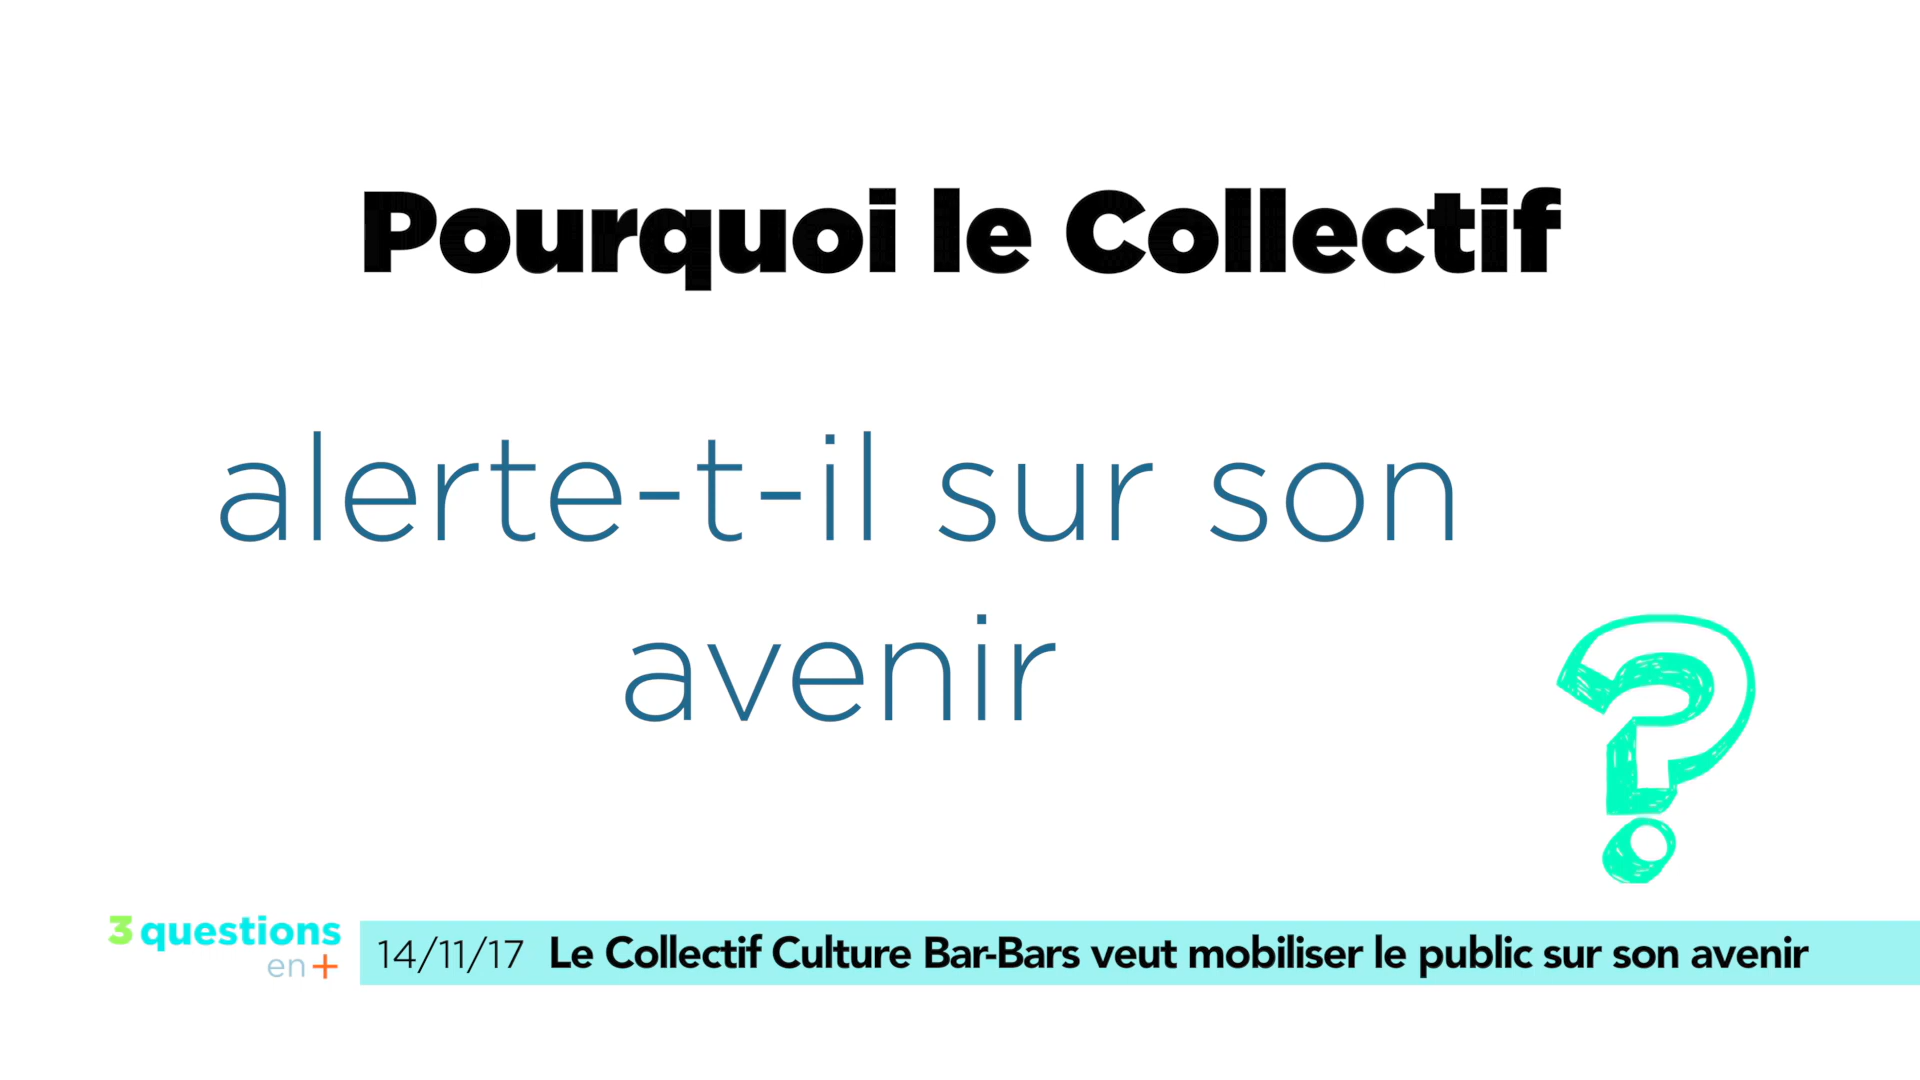 Pourquoi le Collectif
alerte-t-il sur son
avenir
?
3 questions
en +
14/11/17 Le Collectif Culture Bar-Bars veut mobiliser le public sur son avenir